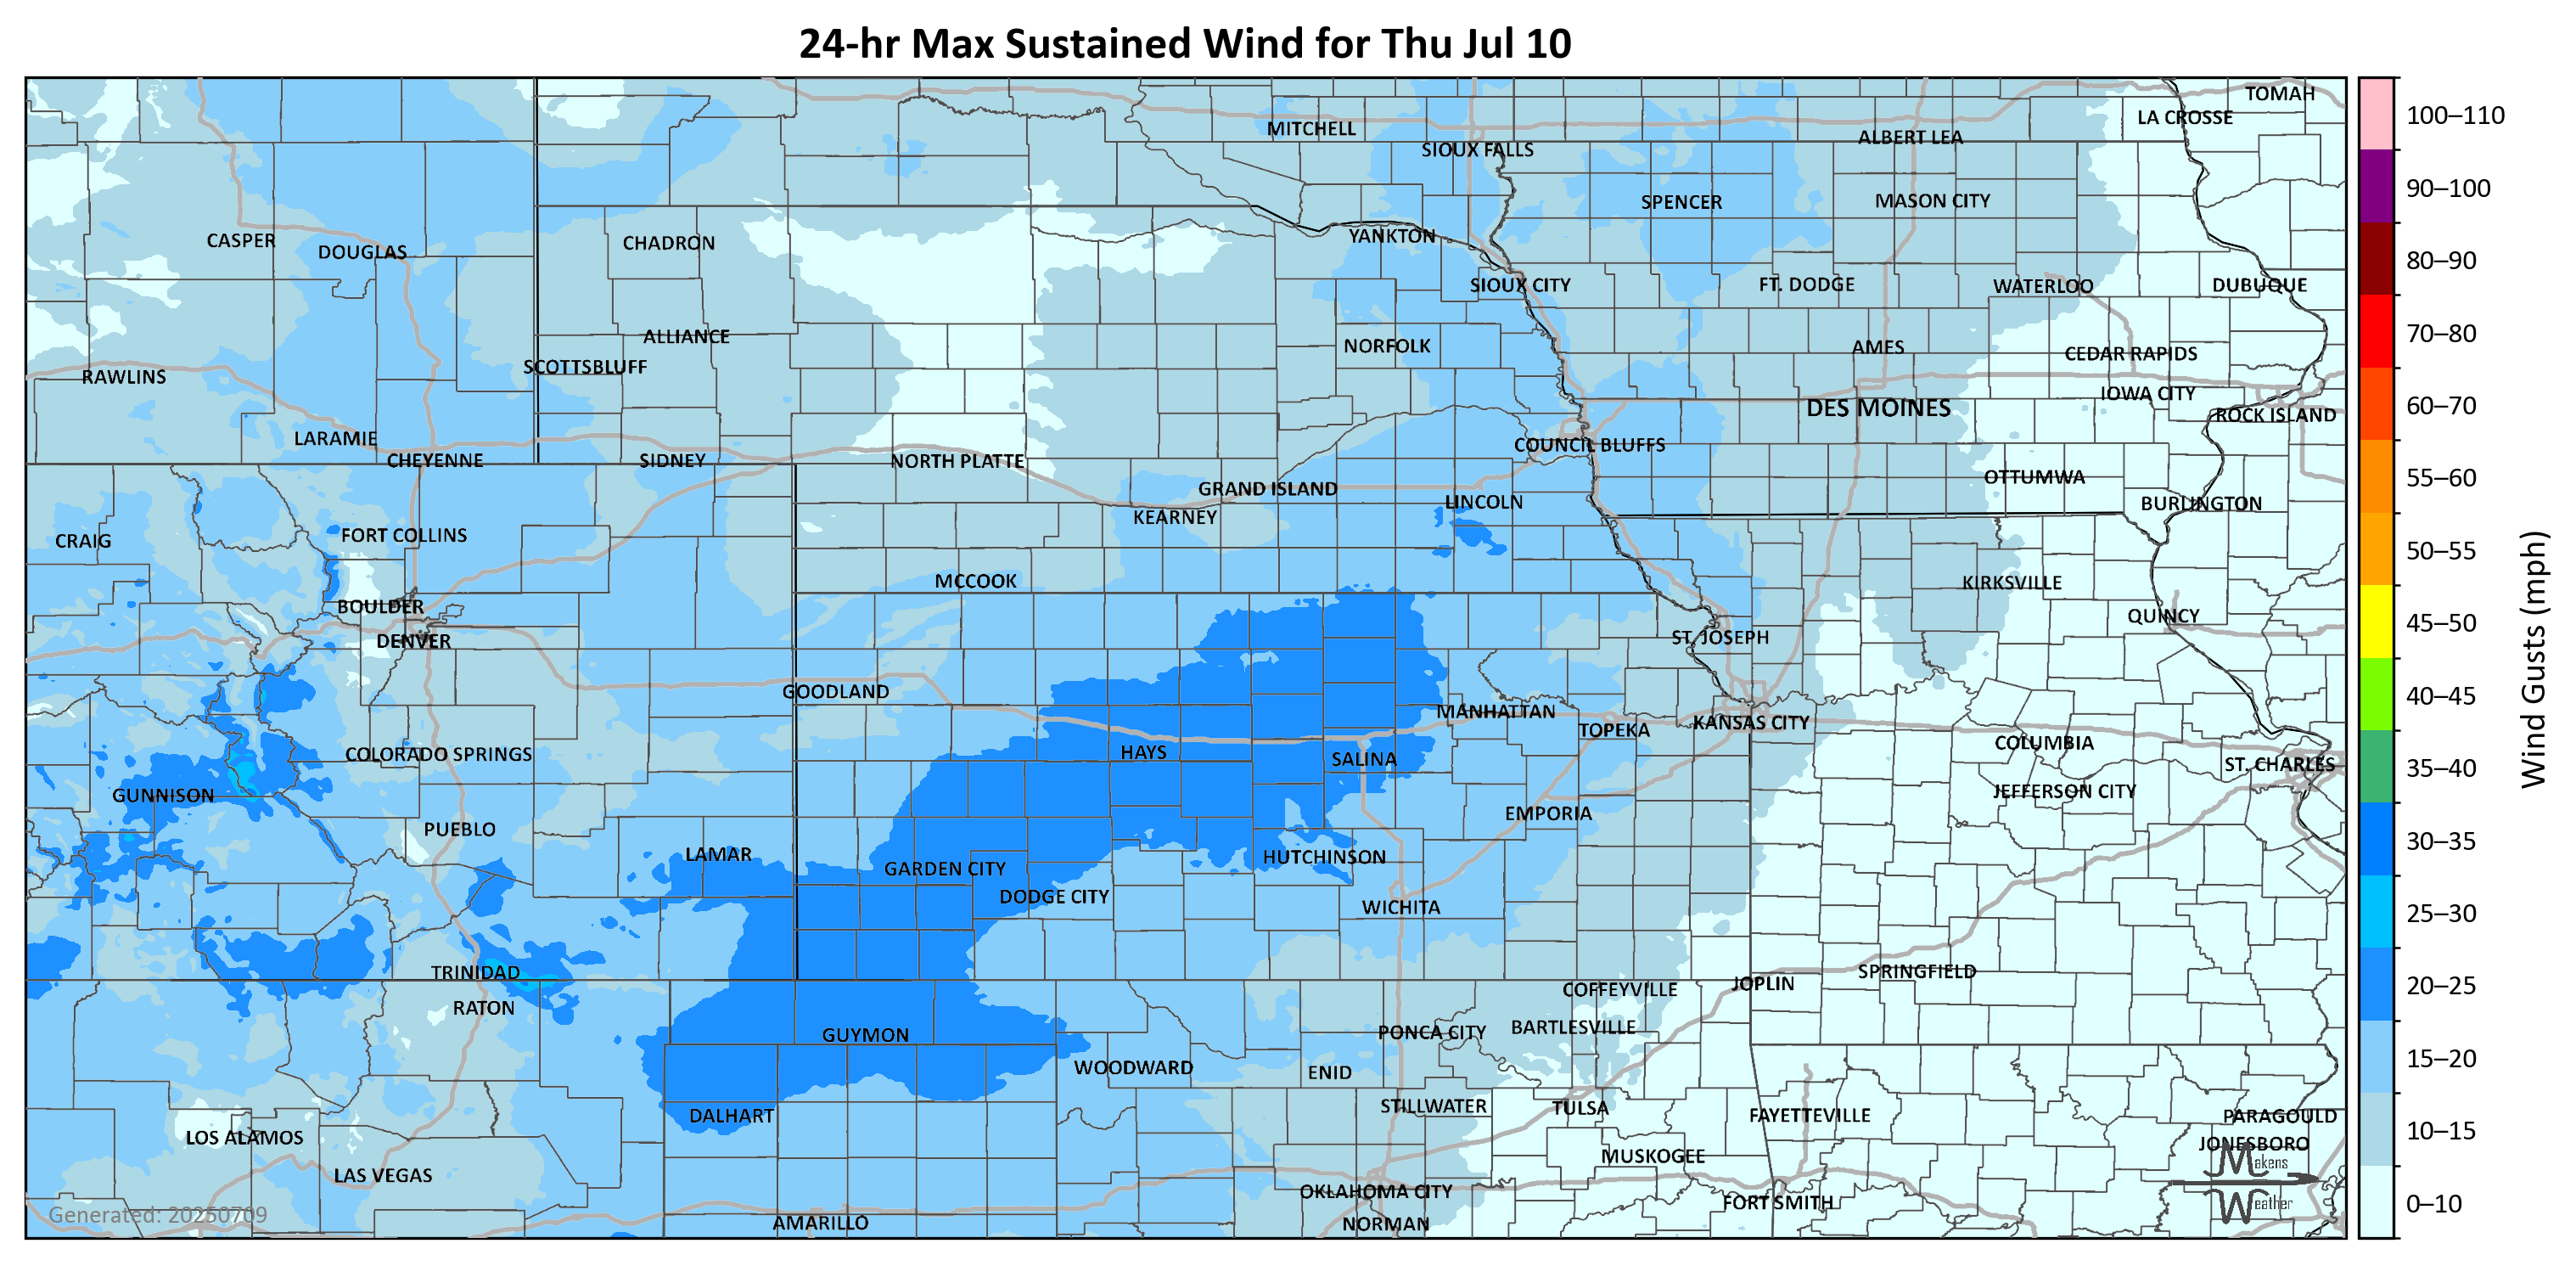 24-hr Max Sustained Wind for Thu Jul 10
TOMAH
LA CROSSE
MITCHELL
ALBERT LEA
SIOUX FALLS
SPENCER
MASON CITY
CASPER
DOUGLAS
CHADRON
YANKTON
SIOUX CITY
FT. DODGE
WATERLOO
DUBUQUE
ALLIANCE
NORFOLK
AMES
CEDAR RAPIDS
SCOTTSBLUFF
RAWLINS
IOWA CITY
DES MOINES
ROCK ISLAND
LARAMIE
COUNCIL BLUFFS
CHEYENNE
SIDNEY
NORTH PLATTE
OTTUMWA
GRAND ISLAND
LINCOLN
BURLINGTON
KEARNEY
CRAIG
FORT COLLINS
MCCOOK
KIRKSVILLE
BOULDER
QUINCY
DENVER
ST. JOSEPH
GOODLAND
MANHATTAN
TOPEKA
KANSAS CITY
COLUMBIA
COLORADO SPRINGS
HAYS
SALINA
ST. CHARLES
GUNNISON
JEFFERSON CITY
EMPORIA
PUEBLO
LAMAR
HUTCHINSON
GARDEN CITY
DODGE CITY
WICHITA
TRINIDAD
SPRINGFIELD
JOPLIN
COFFEYVILLE
RATON
BARTLESVILLE
PONCA CITY
GUYMON
WOODWARD
ENID
STILLWATER
TULSA
DALHART
FAYETTEVILLE
PARAGOULD
LOS ALAMOS
JONESBORO
MUSKOGEE
LAS VEGAS
OKLAHOMA CITY
FORT SMITH
AMARILLO
NORMAN
Generated: 20250709
Makens
Weather
100–110
90–100
80–90
70–80
60–70
55–60
50–55
45–50
40–45
35–40
30–35
25–30
20–25
15–20
10–15
0–10
Wind Gusts (mph)